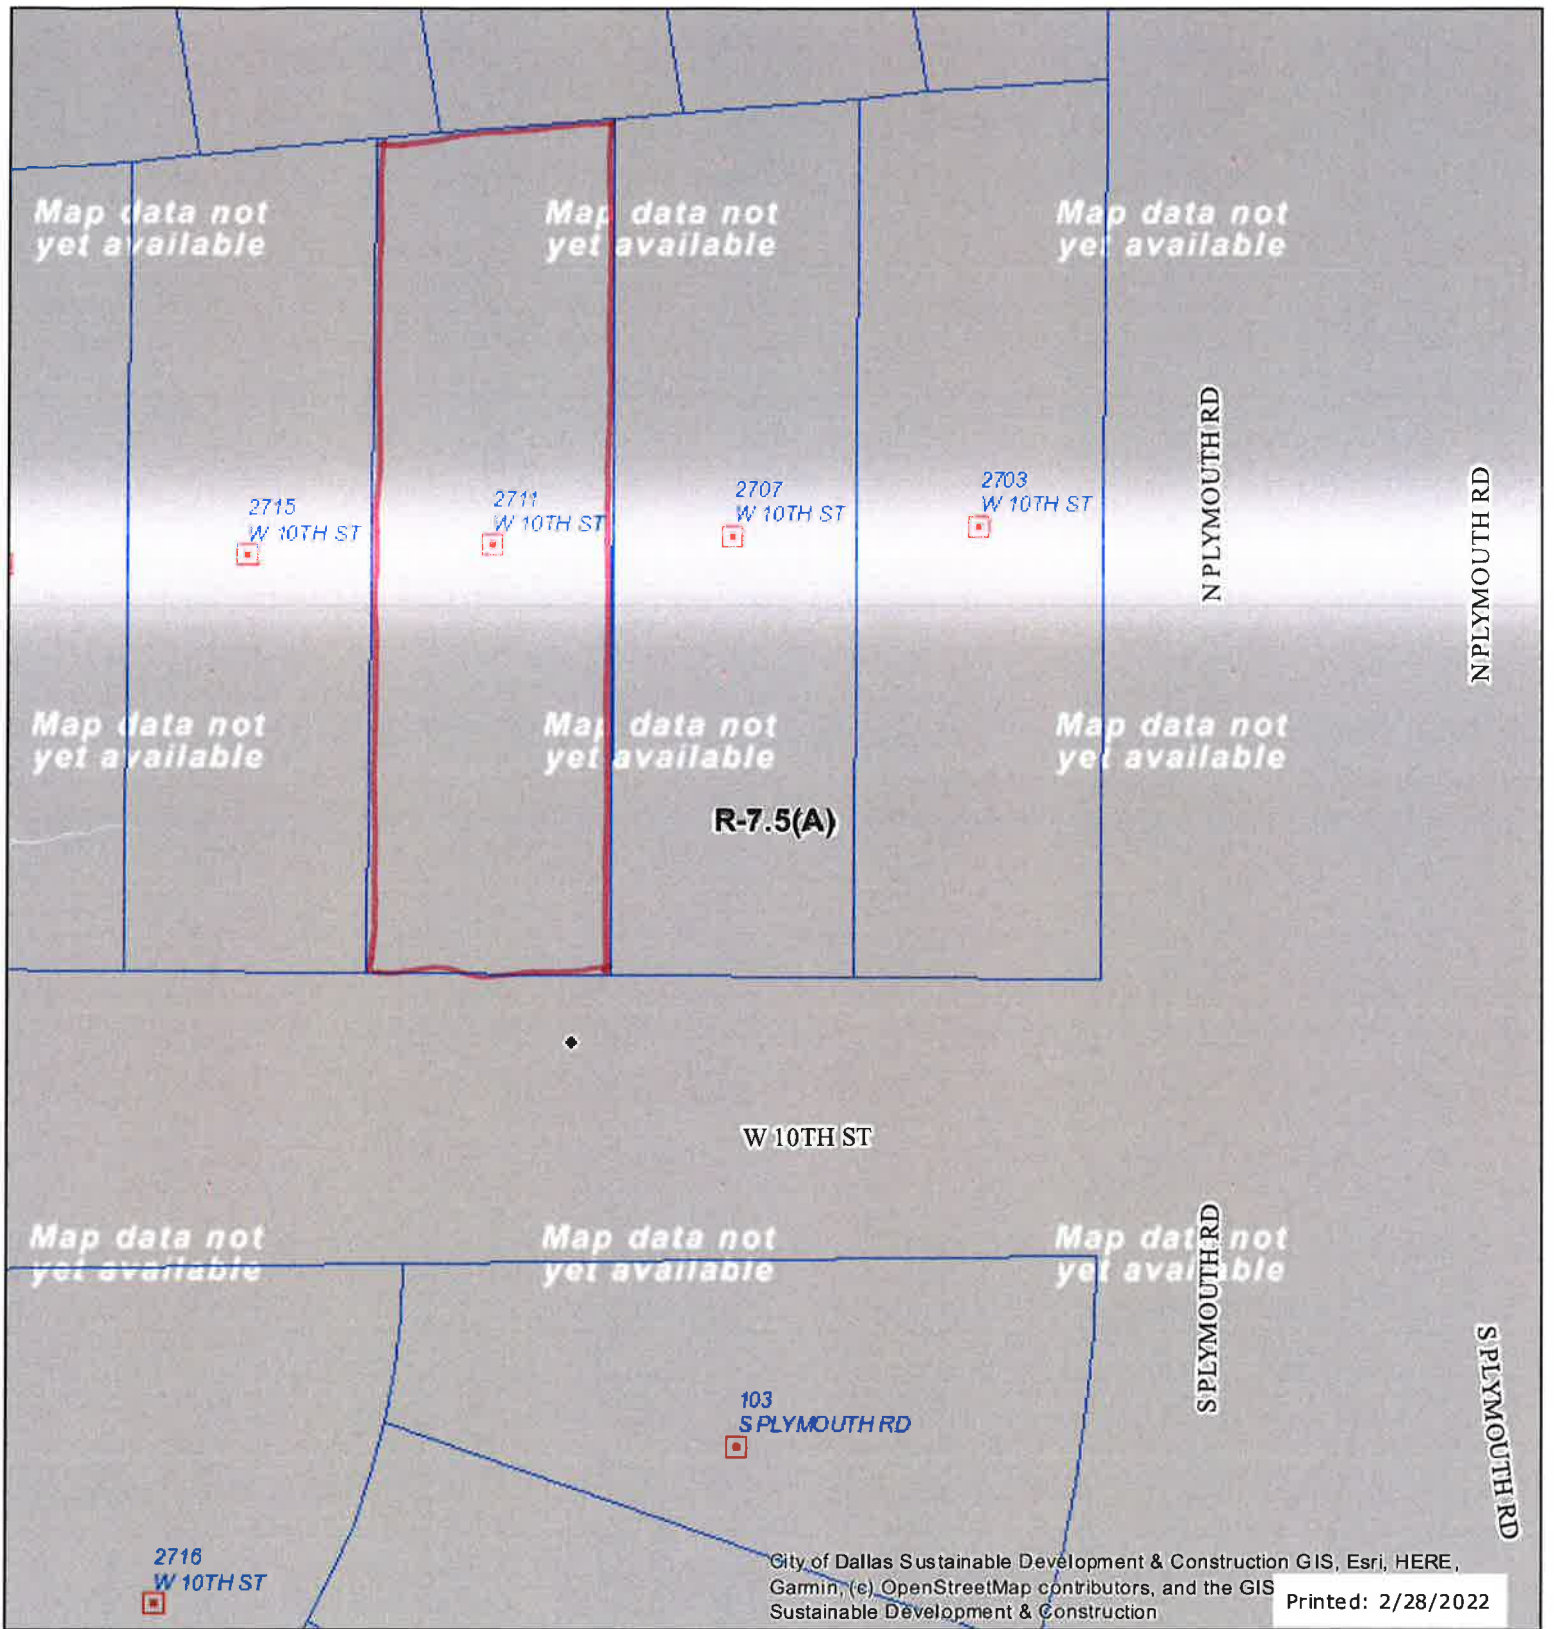 Map data not
yet available
Map data not
yet available
Map data not
yet available
N PLYMOUTH RD
N PLYMOUTH RD
2715
W 10TH ST
2711
W 10TH ST
2707
W 10TH ST
2703
W 10TH ST
Map data not
yet available
Map data not
yet available
Map data not
yet available
R-7.5(A)
W 10TH ST
Map data not
yet available
Map data not
yet available
Map data not
yet available
S PLYMOUTH RD
S PLYMOUTH RD
103
S PLYMOUTH RD
2716
W 10TH ST
City of Dallas Sustainable Development & Construction GIS, Esri, HERE,
Garmin, (c) OpenStreetMap contributors, and the GIS
Sustainable Development & Construction
Printed: 2/28/2022